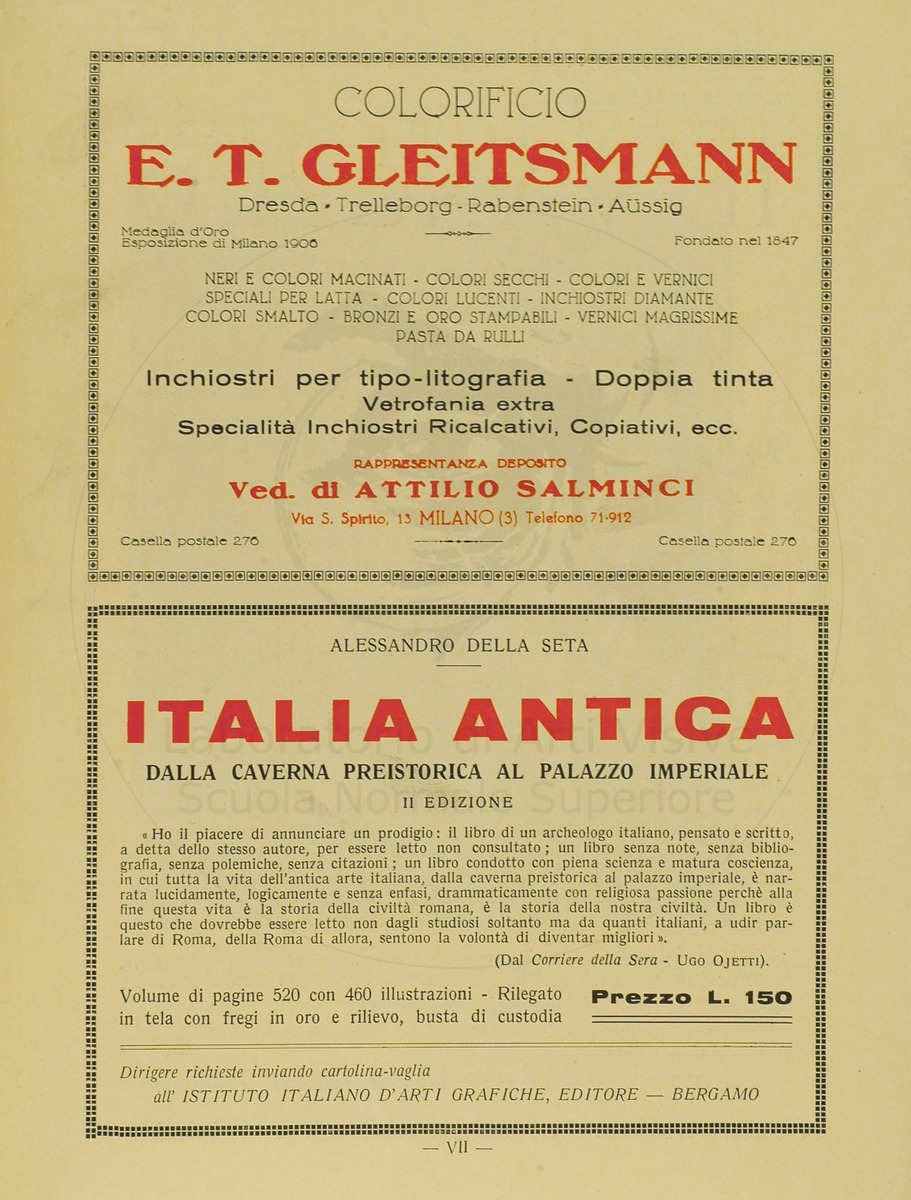 COLORIFICIO
E. T. GLEITSMANN
Dresda - Trelleborg - Rabenstein - Aüssig
Medaglia d'Oro
Esposizione di Milano 1906
Fondato nel 1847
NERI E COLORI MACINATI - COLORI SECCHI - COLORI E VERNICI
SPECIALI PER LATTA - COLORI LUCENTI - INCHIOSTRI DIAMANTE
COLORI SMALTO - BRONZI E ORO STAMPABILI - VERNICI MAGRISSIME
PASTA DA RULLI
Inchiostri per tipo-litografia - Doppia tinta
Vetrofania extra
Specialità Inchiostri Ricalcativi, Copiativi, ecc.
RAPPRESENTANZA DEPOSITO
Ved. di ATTILIO SALMINCI
Via S. Spirito, 13 MILANO (3) Telefono 71-912
Casella postale 276
Casella postale 276
ALESSANDRO DELLA SETA
ITALIA ANTICA
DALLA CAVERNA PREISTORICA AL PALAZZO IMPERIALE
II EDIZIONE
Laboratorio di Arti Visive
Scuola Normale Superiore
« Ho il piacere di annunciare un prodigio : il libro di un archeologo italiano, pensato e scritto,
a detta dello stesso autore, per essere letto non consultato ; un libro senza note, senza biblio-
grafia, senza polemiche, senza citazioni ; un libro condotto con piena scienza e matura coscienza,
in cui tutta la vita dell'antica arte italiana, dalla caverna preistorica al palazzo imperiale, è nar-
rata lucidamente, logicamente e senza enfasi, drammaticamente con religiosa passione perchè alla
fine questa vita è la storia della civiltà romana, è la storia della nostra civiltà. Un libro è
questo che dovrebbe essere letto non dagli studiosi soltanto ma da quanti italiani, a udir par-
lare di Roma, della Roma di allora, sentono la volontà di diventar migliori ».
(Dal Corriere della Sera - UGO OJETTI).
Volume di pagine 520 con 460 illustrazioni - Rilegato
in tela con fregi in oro e rilievo, busta di custodia
Prezzo L. 150
Dirigere richieste inviando cartolina-vaglia
all' ISTITUTO ITALIANO D'ARTI GRAFICHE, EDITORE — BERGAMO
— VII —